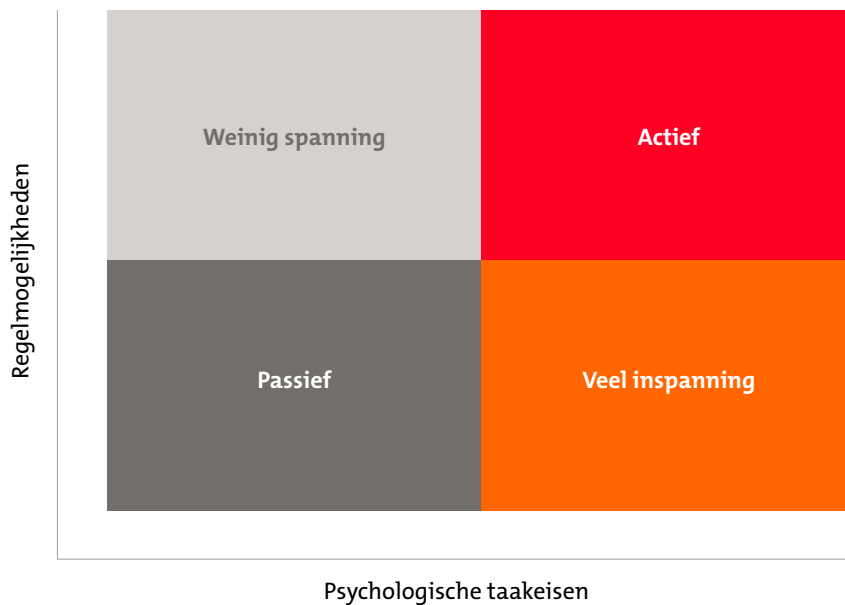 Weinig spanning
Actief
Regelmogelijkheden
Passief
Veel inspanning
Psychologische taakeisen